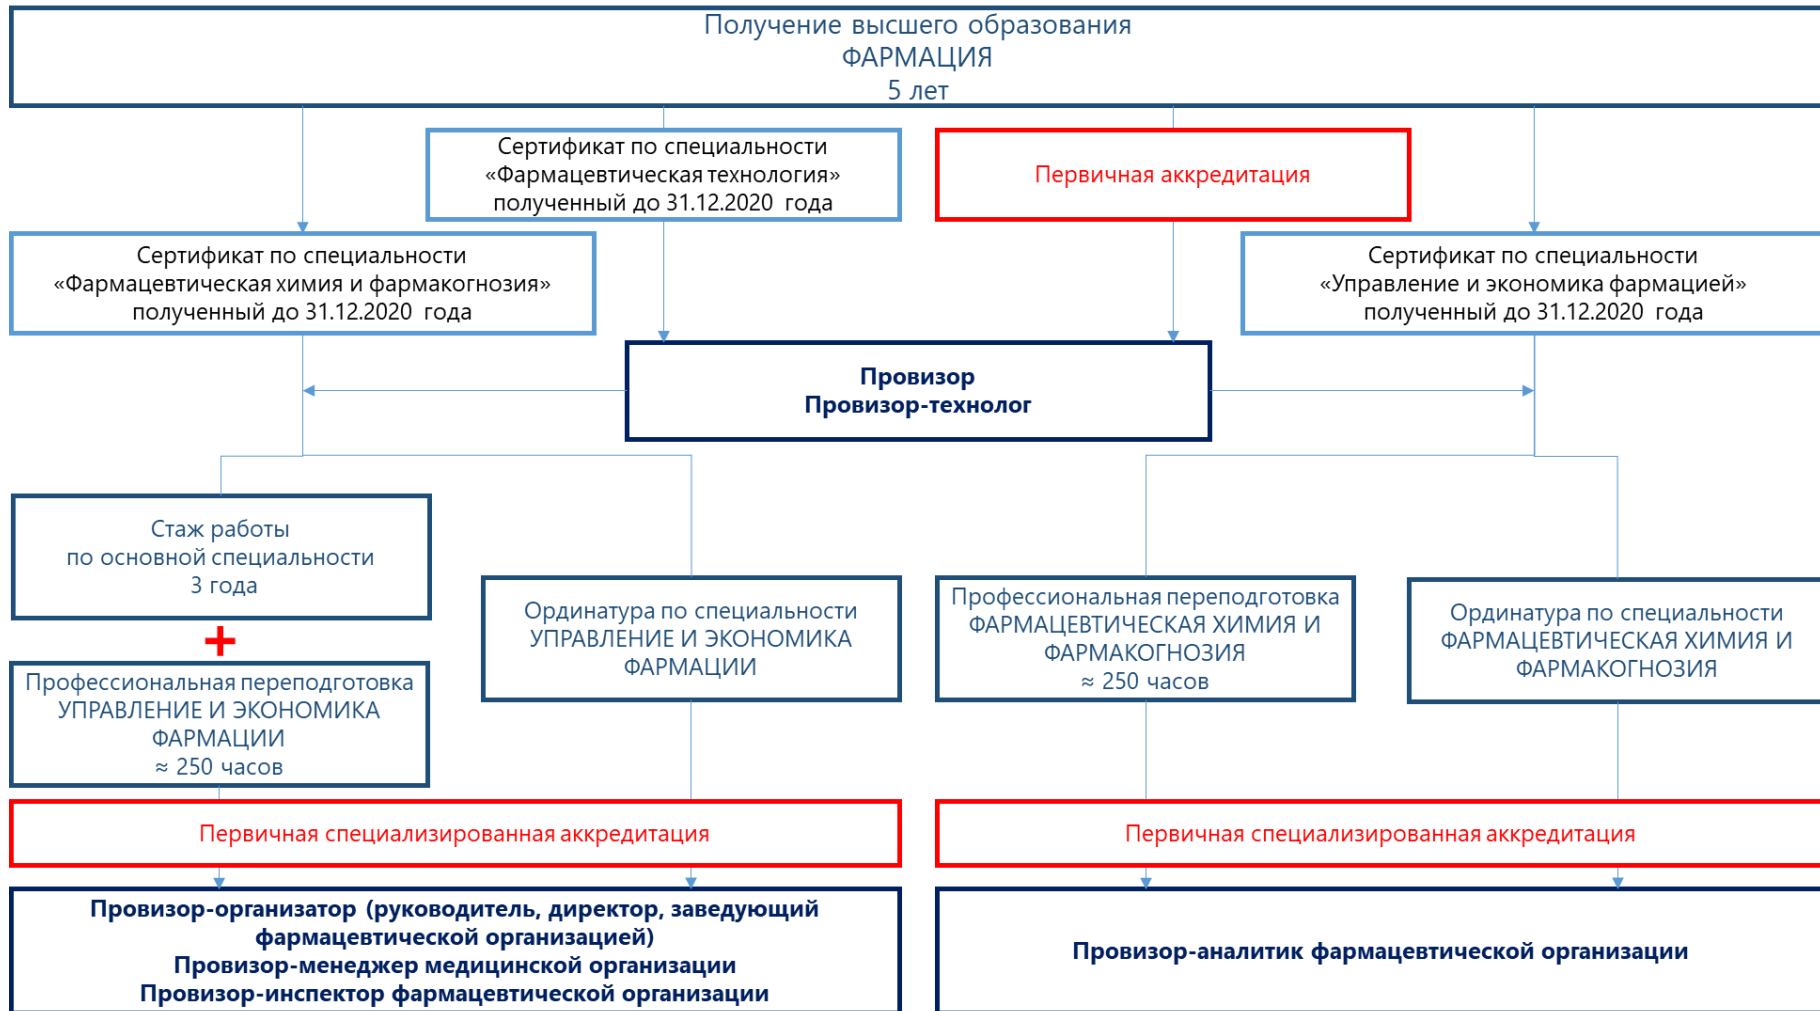 Получение высшего образования
ФАРМАЦИЯ
5 лет
Сертификат по специальности
«Фармацевтическая технология»
полученный до 31.12.2020 года
Первичная аккредитация
Сертификат по специальности
«Фармацевтическая химия и фармакогнозия»
полученный до 31.12.2020 года
Сертификат по специальности
«Управление и экономика фармацией»
полученный до 31.12.2020 года
Провизор
Провизор-технолог
Стаж работы
по основной специальности
3 года
+
Профессиональная переподготовка
УПРАВЛЕНИЕ И ЭКОНОМИКА
ФАРМАЦИИ
≈ 250 часов
Ординатура по специальности
УПРАВЛЕНИЕ И ЭКОНОМИКА
ФАРМАЦИИ
Профессиональная переподготовка
ФАРМАЦЕВТИЧЕСКАЯ ХИМИЯ И
ФАРМАКОГНОЗИЯ
≈ 250 часов
Ординатура по специальности
ФАРМАЦЕВТИЧЕСКАЯ ХИМИЯ И
ФАРМАКОГНОЗИЯ
Первичная специализированная аккредитация
Первичная специализированная аккредитация
Провизор-организатор (руководитель, директор, заведующий
фармацевтической организацией)
Провизор-менеджер медицинской организации
Провизор-инспектор фармацевтической организации
Провизор-аналитик фармацевтической организации